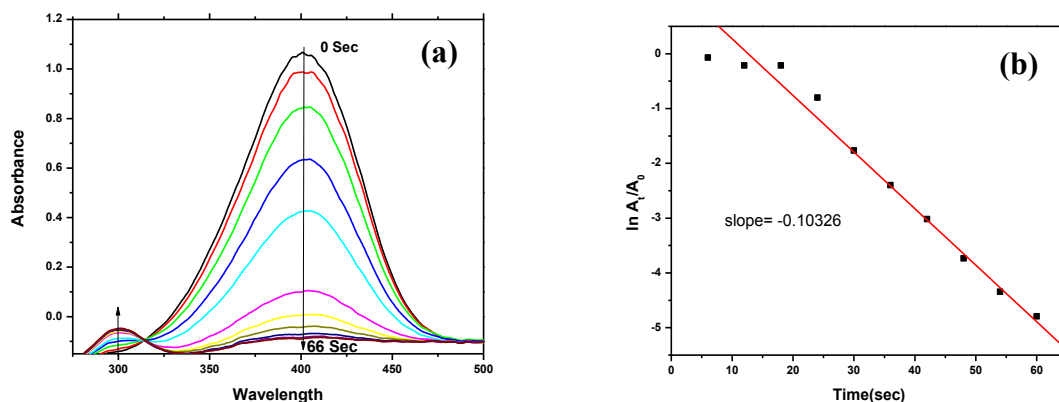 1.2
1.0
0.8
0.6
0.4
0.2
0.0
Absorbance
300 350 400 450 500
Wavelength
0 Sec
(a)
66 Sec
0
-1
-2
-3
-4
-5
ln At/A0
0 10 20 30 40 50 60
Time(sec)
slope= -0.10326
(b)